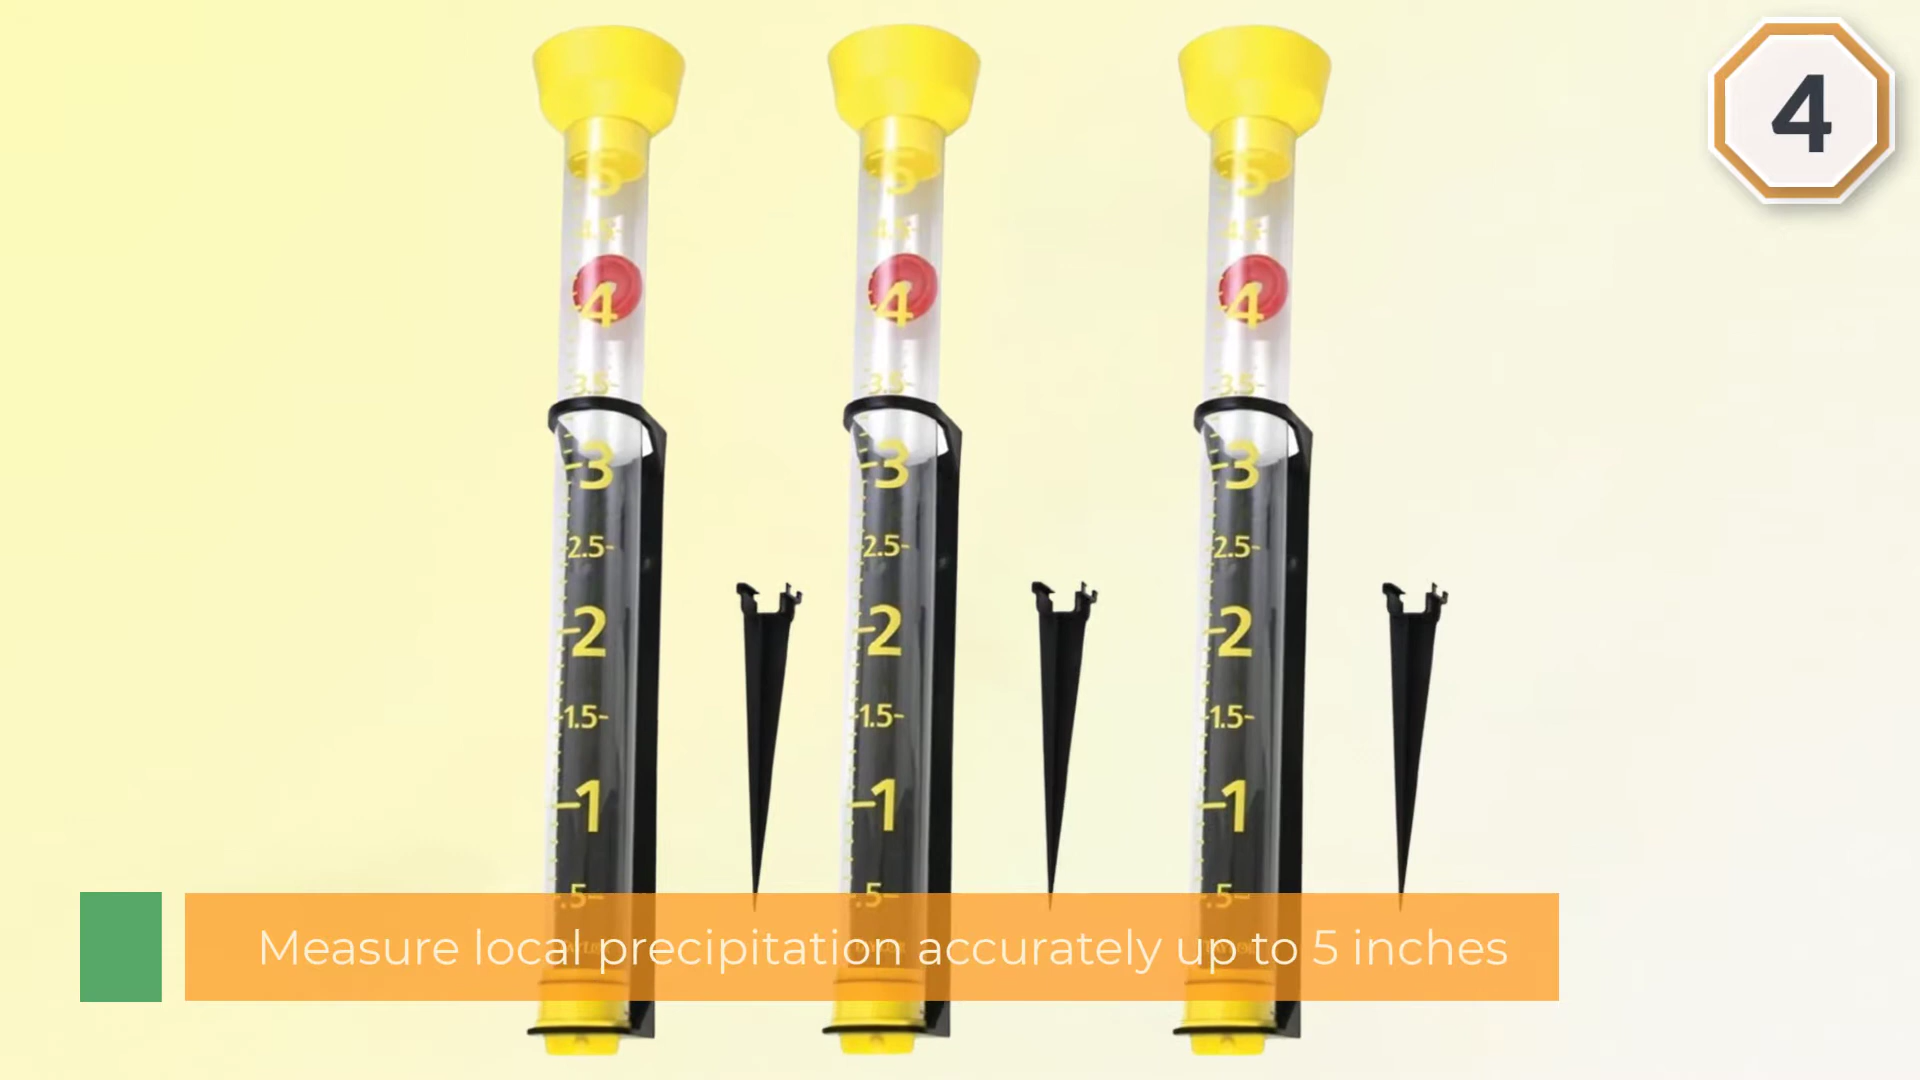 4
5 5 5
4.5- 4.5- 4.5-
4 4 4
3.5- 3.5- 3.5-
3 3 3
2.5- 2.5- 2.5-
2 2 2
1.5- 1.5- 1.5-
1 1 1
.5- .5- .5-
Measure local precipitation accurately up to 5 inches